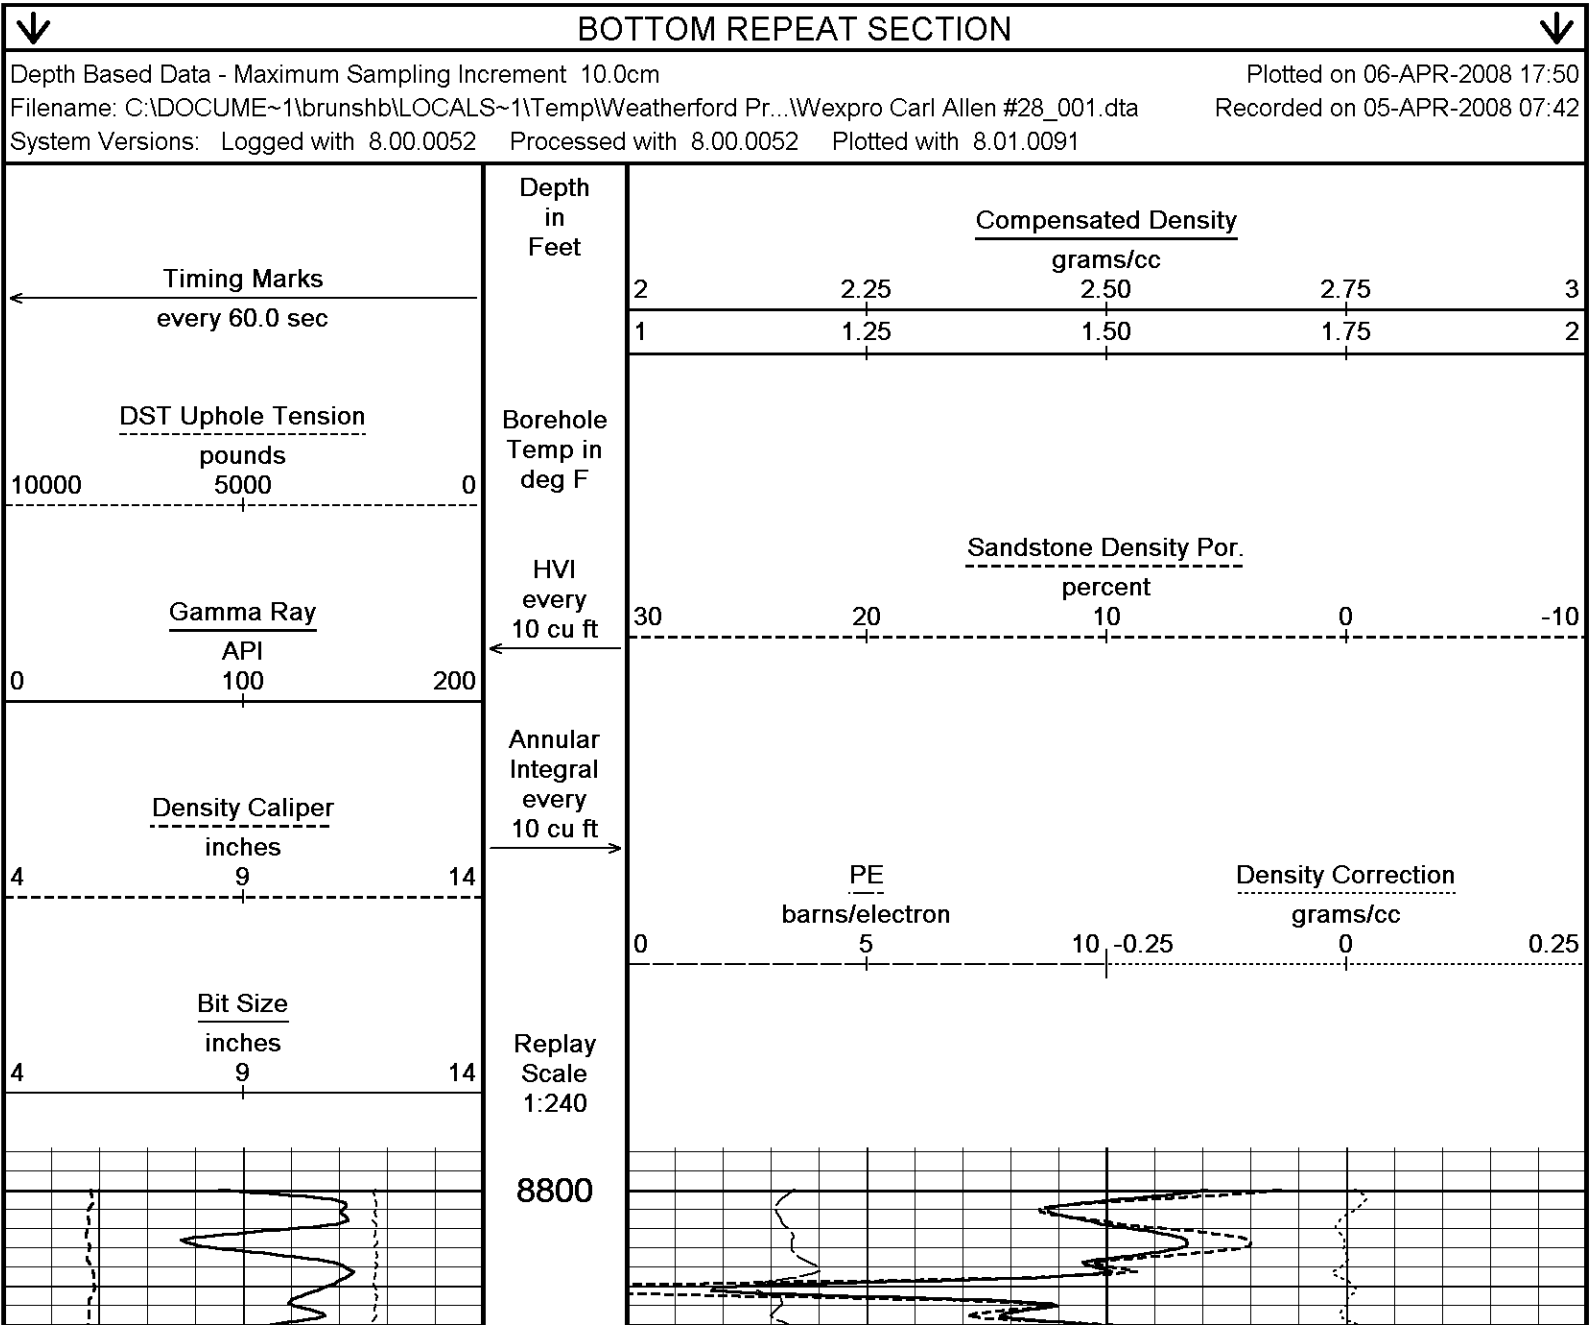 BOTTOM REPEAT SECTION
Depth Based Data - Maximum Sampling Increment 10.0cm
Plotted on 06-APR-2008 17:50
Filename: C:\DOCUME~1\brunshb\LOCALS~1\Temp\Weatherford Pr...\Wexpro Carl Allen #28_001.dta
Recorded on 05-APR-2008 07:42
System Versions: Logged with 8.00.0052 Processed with 8.00.0052 Plotted with 8.01.0091
Timing Marks
every 60.0 sec
DST Uphole Tension
pounds
10000 5000 0
Gamma Ray
API
0 100 200
Density Caliper
inches
4 9 14
Bit Size
inches
4 9 14
Depth
in
Feet
Borehole
Temp in
deg F
HVI
every
10 cu ft
Annular
Integral
every
10 cu ft
Replay
Scale
1:240
8800
Compensated Density
grams/cc
2 2.25 2.50 2.75 3
1 1.25 1.50 1.75 2
Sandstone Density Por.
percent
30 20 10 0 -10
PE
barns/electron
0 5 10
Density Correction
grams/cc
-0.25 0 0.25